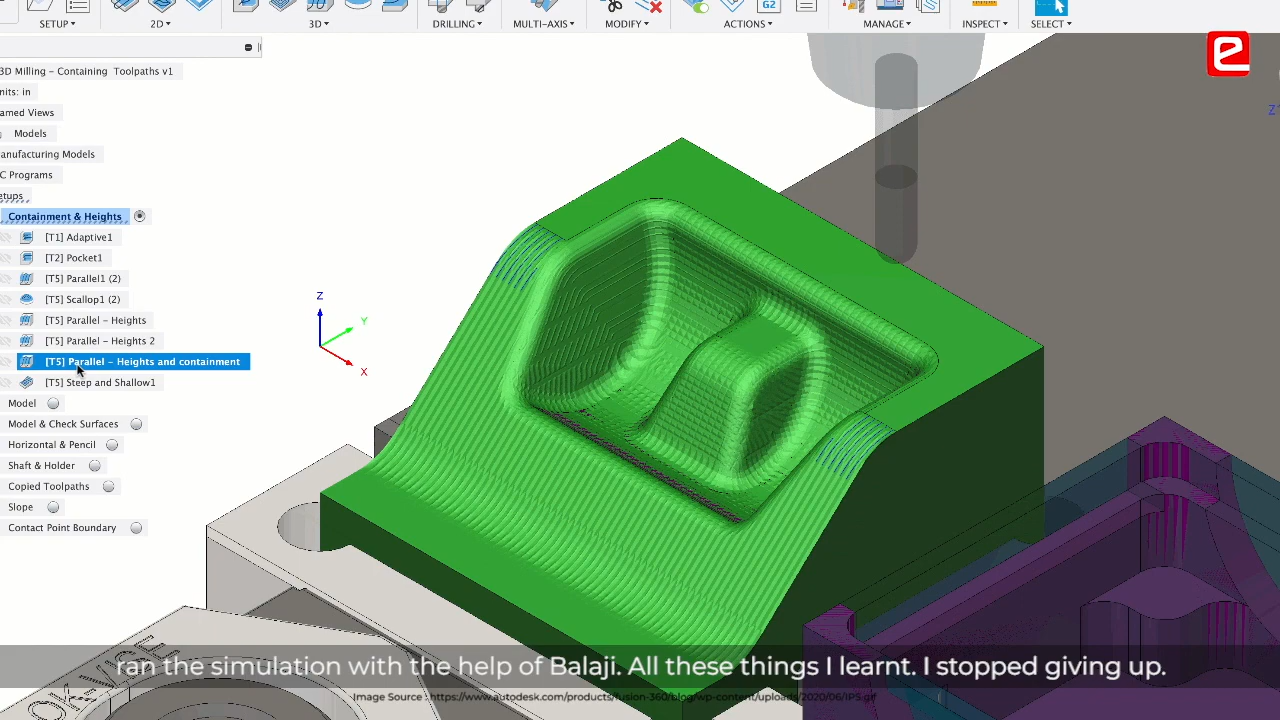 SETUP▾
2D▾
3D▾
DRILLING▾
MULTI-AXIS▾
MODIFY▾
G2
ACTIONS▾
MANAGE▾
INSPECT▾
SELECT▾
e
3D Milling - Containing Toolpaths v1
nits: in
amed Views
Models
anufacturing Models
C Programs
etups
Containment & Heights
[T1] Adaptive1
[T2] Pocket1
[T5] Parallel1 (2)
[T5] Scallop1 (2)
[T5] Parallel - Heights
[T5] Parallel - Heights 2
[T5] Parallel - Heights and containment
[T5] Steep and Shallow1
Model
Model & Check Surfaces
Horizontal & Pencil
Shaft & Holder
Copied Toolpaths
Slope
Contact Point Boundary
Z
Y
X
Z
ran the simulation with the help of Balaji. All these things I learnt. I stopped giving up.
Image Source : https://www.autodesk.com/products/fusion-360/blog/wp-content/uploads/2020/06/IPS.gif